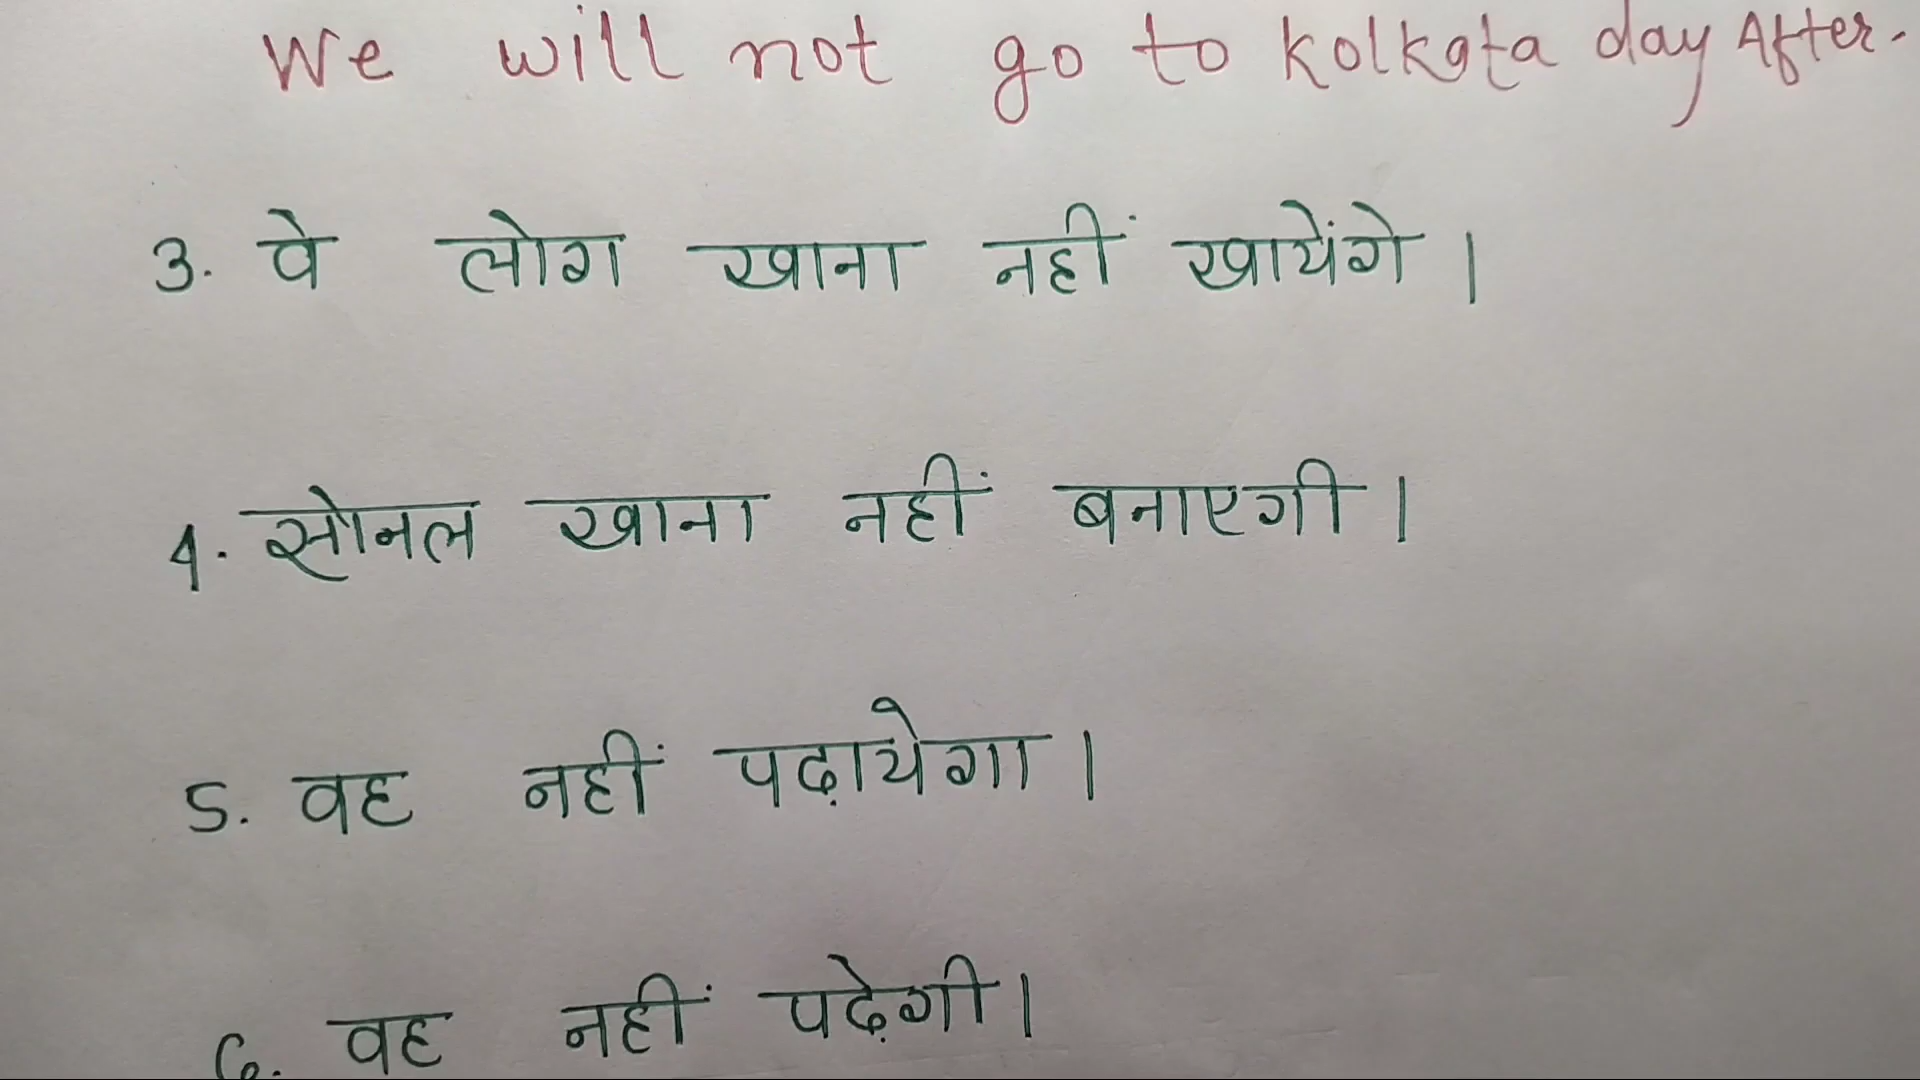 We will not go to Kolkata day After.
3. वे लोग खाना नहीं खायेंगे ।
4. सोनल खाना नहीं बनाएगी ।
5. वह नहीं पढ़ायेगा ।
6. वह नहीं पढ़ेगी ।